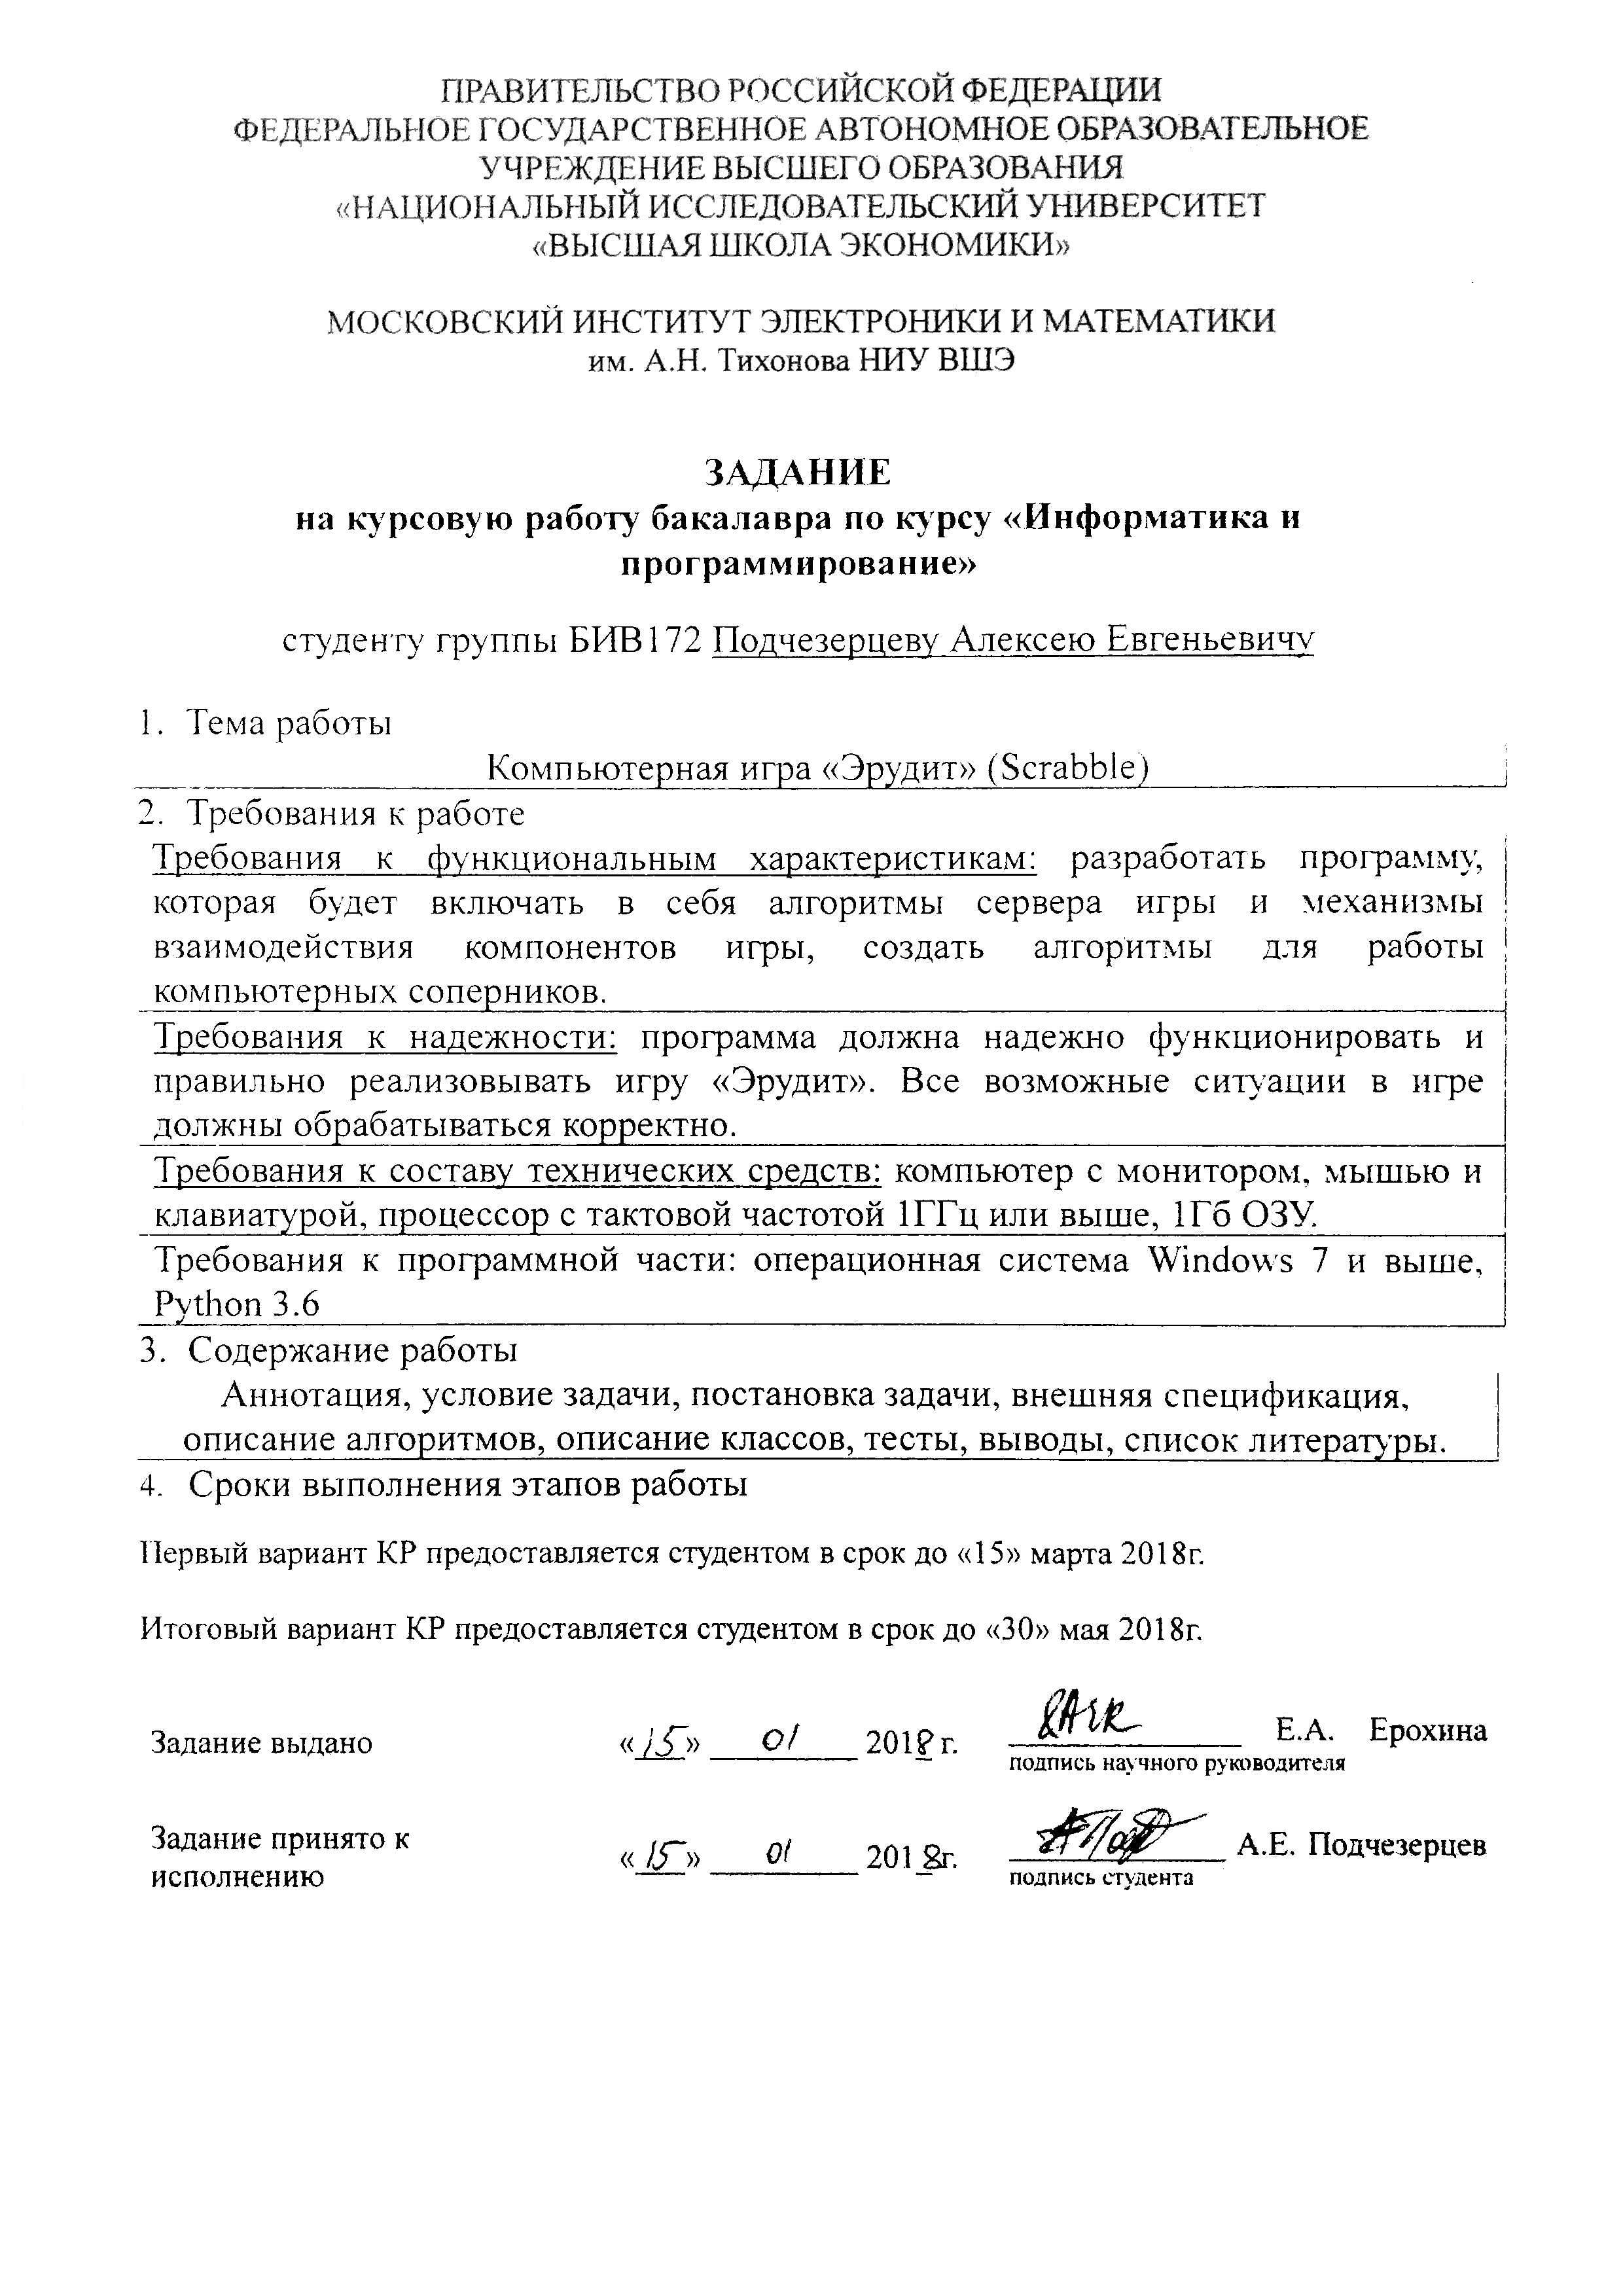 ПРАВИТЕЛЬСТВО РОССИЙСКОЙ ФЕДЕРАЦИИ
ФЕДЕРАЛЬНОЕ ГОСУДАРСТВЕННОЕ АВТОНОМНОЕ ОБРАЗОВАТЕЛЬНОЕ
УЧРЕЖДЕНИЕ ВЫСШЕГО ОБРАЗОВАНИЯ
«НАЦИОНАЛЬНЫЙ ИССЛЕДОВАТЕЛЬСКИЙ УНИВЕРСИТЕТ
«ВЫСШАЯ ШКОЛА ЭКОНОМИКИ»
МОСКОВСКИЙ ИНСТИТУТ ЭЛЕКТРОНИКИ И МАТЕМАТИКИ
им. А.Н. Тихонова НИУ ВШЭ
ЗАДАНИЕ
на курсовую работу бакалавра по курсу «Информатика и
программирование»
студенту группы БИВ172 Подчезерцеву Алексею Евгеньевичу
1. Тема работы
Компьютерная игра «Эрудит» (Scrabble)
2. Требования к работе
Требования к функциональным характеристикам: разработать программу,
которая будет включать в себя алгоритмы сервера игры и механизмы
взаимодействия компонентов игры, создать алгоритмы для работы
компьютерных соперников.
Требования к надежности: программа должна надежно функционировать и
правильно реализовывать игру «Эрудит». Все возможные ситуации в игре
должны обрабатываться корректно.
Требования к составу технических средств: компьютер с монитором, мышью и
клавиатурой, процессор с тактовой частотой 1ГГц или выше, 1Гб ОЗУ.
Требования к программной части: операционная система Windows 7 и выше,
Python 3.6
3. Содержание работы
Аннотация, условие задачи, постановка задачи, внешняя спецификация,
описание алгоритмов, описание классов, тесты, выводы, список литературы.
4. Сроки выполнения этапов работы
Первый вариант КР предоставляется студентом в срок до «15» марта 2018г.
Итоговый вариант КР предоставляется студентом в срок до «30» мая 2018г.
Задание выдано «15» 01 2018 г. Е.А. Ерохина
подпись научного руководителя
Задание принято к
исполнению «15» 01 2018г. А.Е. Подчезерцев
подпись студента